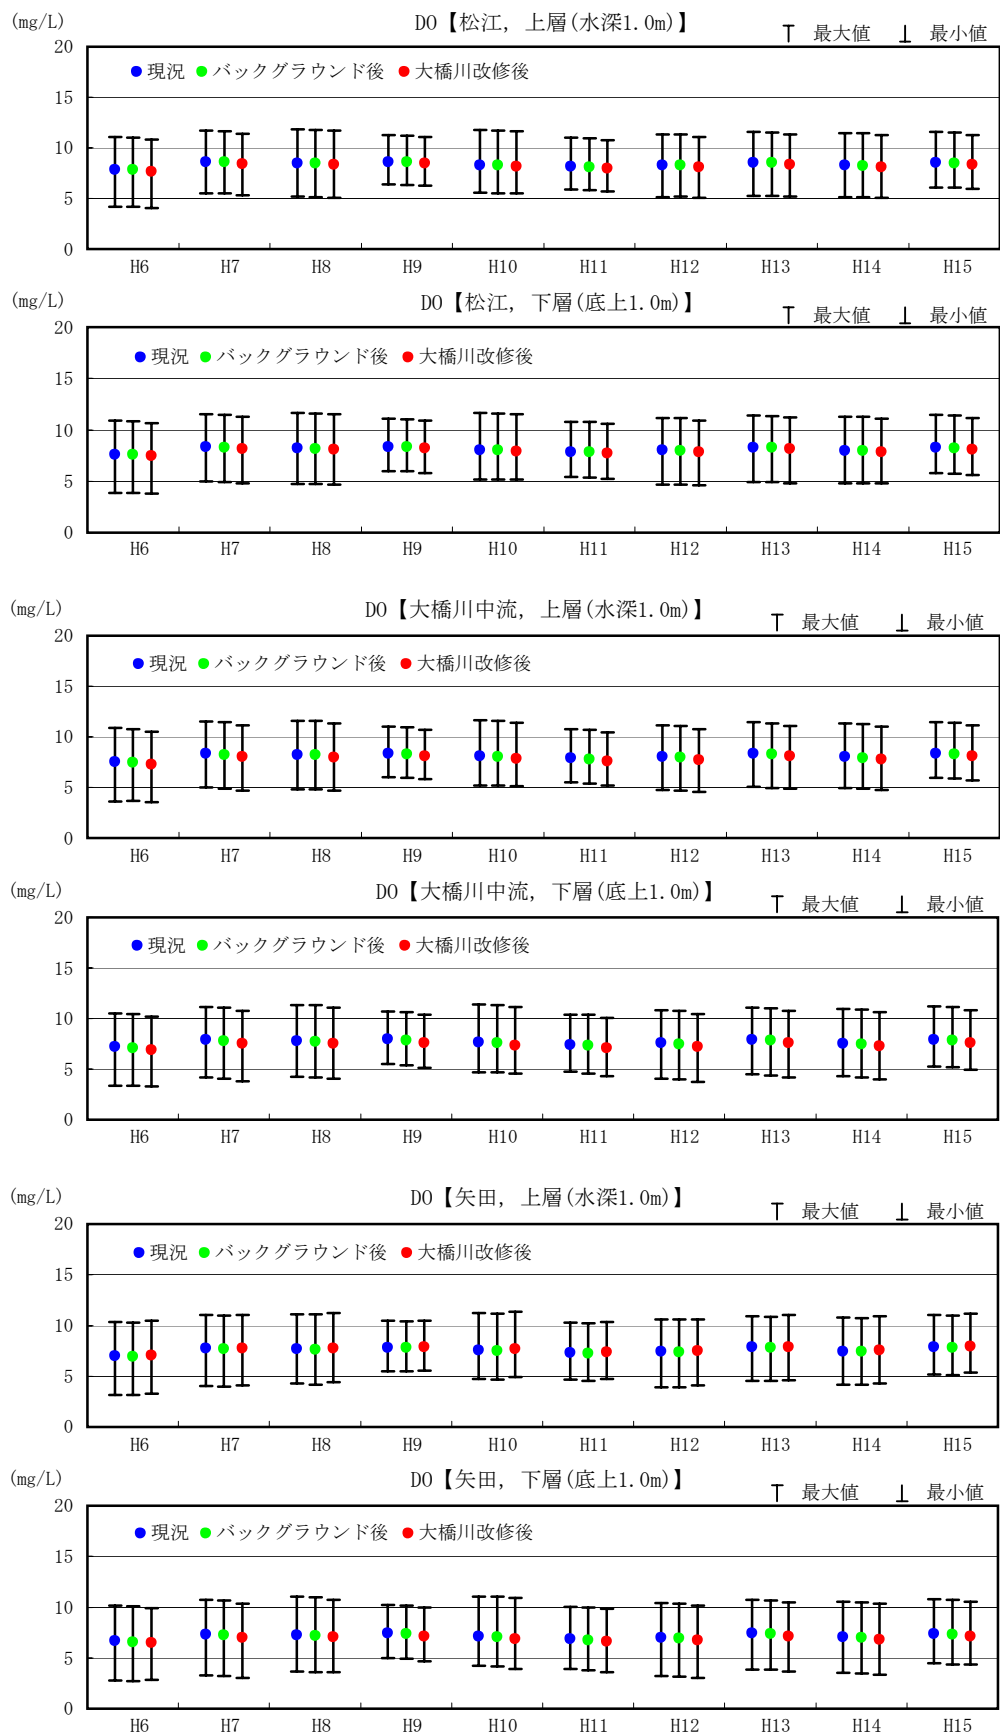 (mg/L) DO【松江, 上層(水深1.0m)】 最大値 最小値
20
● 現況 ● バックグラウンド後 ● 大橋川改修後
15
10
5
0
H6 H7 H8 H9 H10 H11 H12 H13 H14 H15
(mg/L) DO【松江, 下層(底上1.0m)】 最大値 最小値
20
● 現況 ● バックグラウンド後 ● 大橋川改修後
15
10
5
0
H6 H7 H8 H9 H10 H11 H12 H13 H14 H15
(mg/L) DO【大橋川中流, 上層(水深1.0m)】 最大値 最小値
20
● 現況 ● バックグラウンド後 ● 大橋川改修後
15
10
5
0
H6 H7 H8 H9 H10 H11 H12 H13 H14 H15
(mg/L) DO【大橋川中流, 下層(底上1.0m)】 最大値 最小値
20
● 現況 ● バックグラウンド後 ● 大橋川改修後
15
10
5
0
H6 H7 H8 H9 H10 H11 H12 H13 H14 H15
(mg/L) DO【矢田, 上層(水深1.0m)】 最大値 最小値
20
● 現況 ● バックグラウンド後 ● 大橋川改修後
15
10
5
0
H6 H7 H8 H9 H10 H11 H12 H13 H14 H15
(mg/L) DO【矢田, 下層(底上1.0m)】 最大値 最小値
20
● 現況 ● バックグラウンド後 ● 大橋川改修後
15
10
5
0
H6 H7 H8 H9 H10 H11 H12 H13 H14 H15